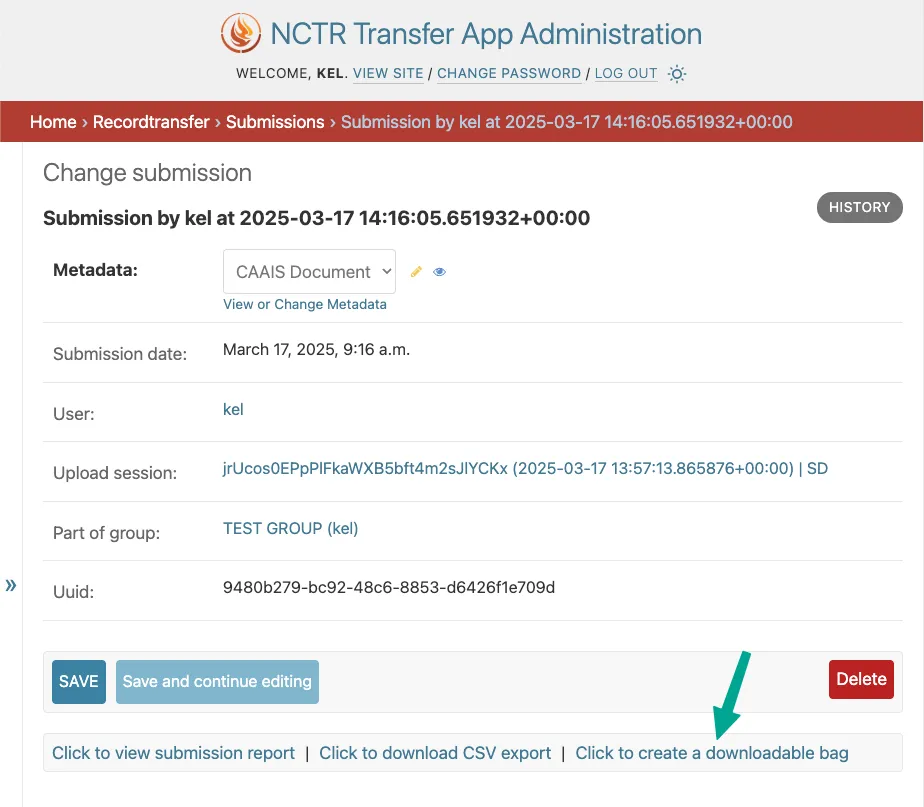 NCTR Transfer App Administration
WELCOME, KEL. VIEW SITE / CHANGE PASSWORD / LOG OUT
Home › Recordtransfer › Submissions › Submission by kel at 2025-03-17 14:16:05.651932+00:00
Change submission
Submission by kel at 2025-03-17 14:16:05.651932+00:00
HISTORY
Metadata:
CAAIS Document
View or Change Metadata
Submission date:
March 17, 2025, 9:16 a.m.
User:
kel
Upload session:
jrUcos0EPpPlFkaWXB5bft4m2sJlYCKx (2025-03-17 13:57:13.865876+00:00) | SD
Part of group:
TEST GROUP (kel)
»
Uuid:
9480b279-bc92-48c6-8853-d6426f1e709d
SAVE
Save and continue editing
Delete
Click to view submission report | Click to download CSV export | Click to create a downloadable bag